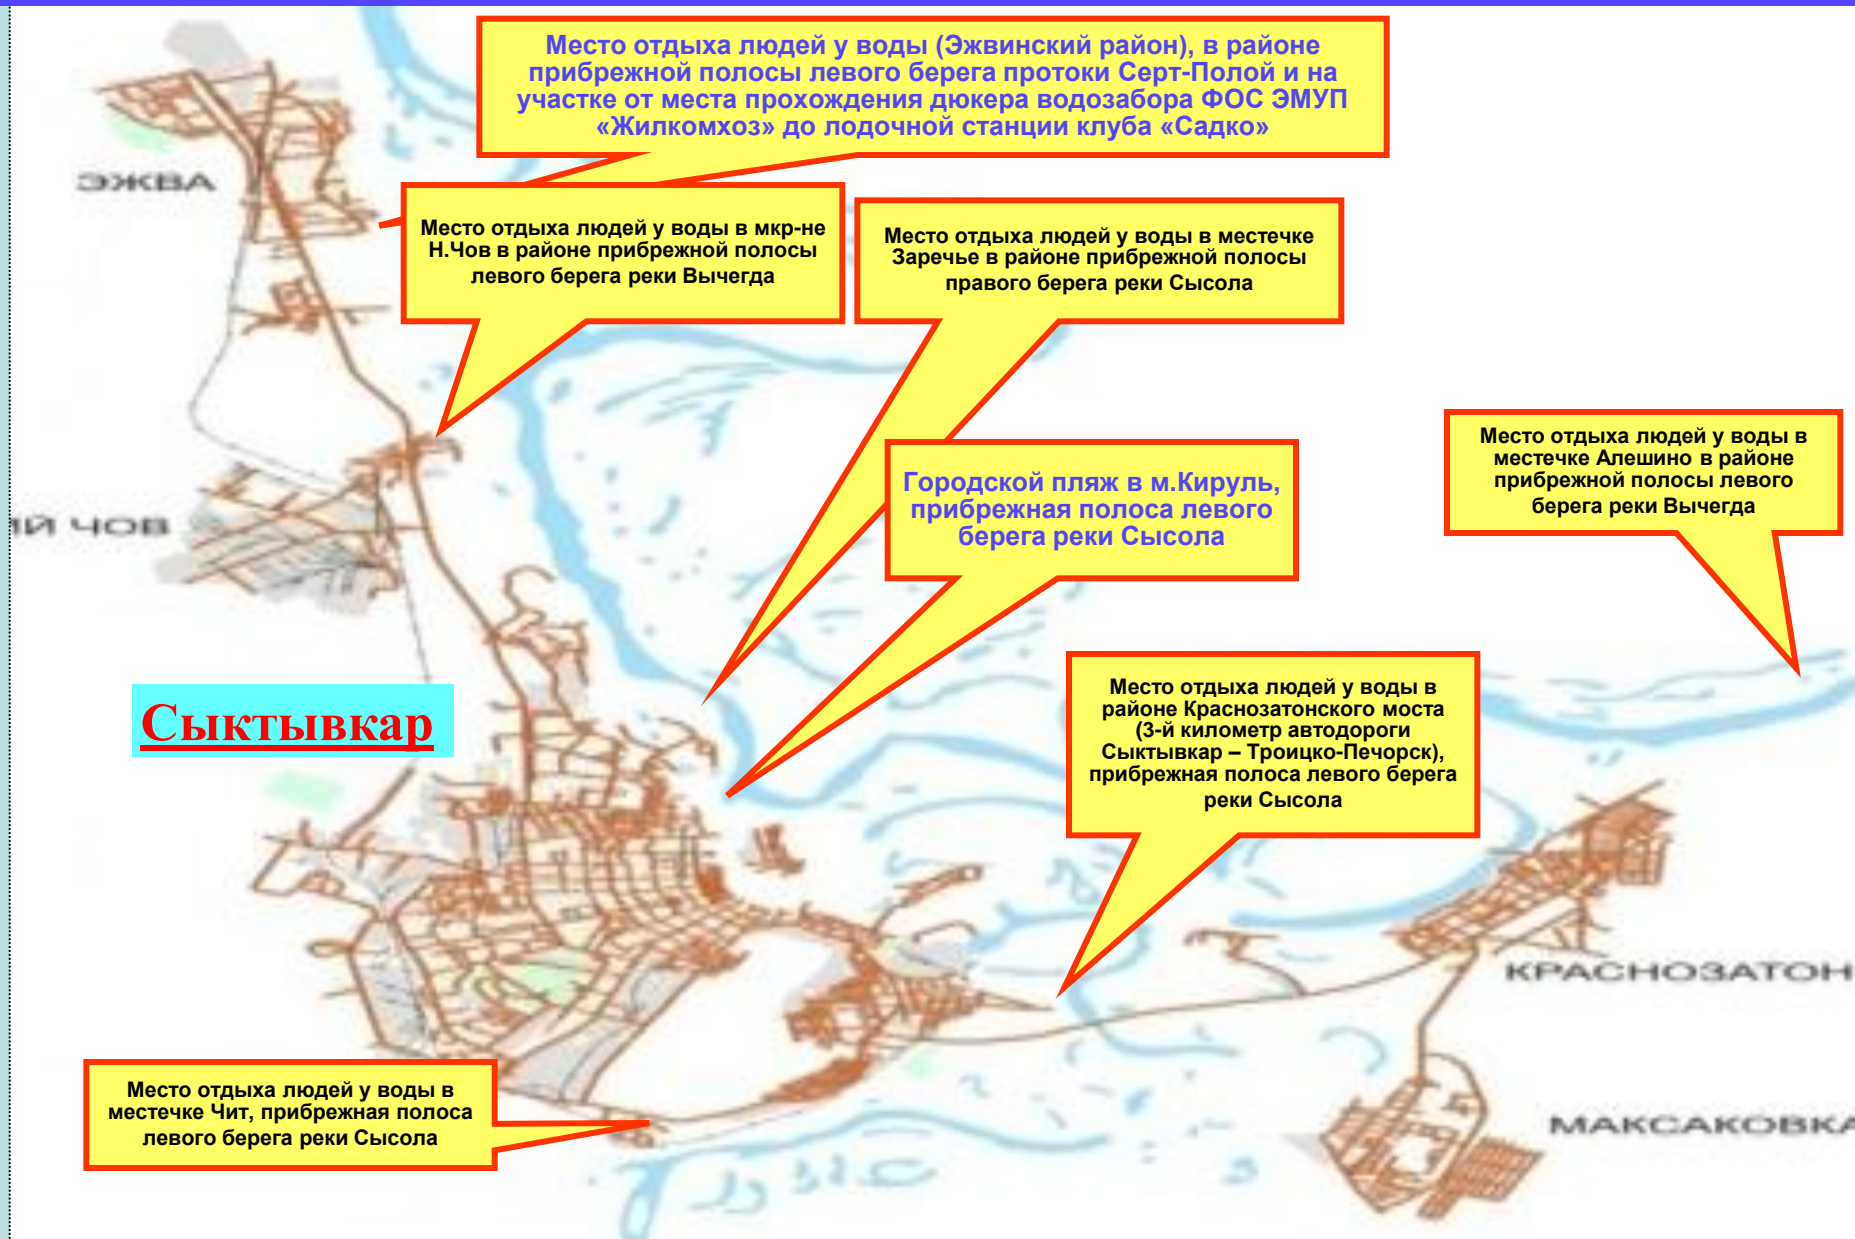 Место отдыха людей у воды (Эжвинский район), в районе
прибрежной полосы левого берега протоки Серт-Полой и на
участке от места прохождения дюкера водозабора ФОС ЭМУП
«Жилкомхоз» до лодочной станции клуба «Садко»
ЭЖВА
Место отдыха людей у воды в мкр-не
Н.Чов в районе прибрежной полосы
левого берега реки Вычегда
Место отдыха людей у воды в местечке
Заречье в районе прибрежной полосы
правого берега реки Сысола
Место отдыха людей у воды в
местечке Алешино в районе
прибрежной полосы левого
берега реки Вычегда
Городской пляж в м.Кируль,
прибрежная полоса левого
берега реки Сысола
ИЙ ЧОВ
Сыктывкар
Место отдыха людей у воды в
районе Краснозатонского моста
(3-й километр автодороги
Сыктывкар – Троицко-Печорск),
прибрежная полоса левого берега
реки Сысола
КРАСНОЗАТОН
Место отдыха людей у воды в
местечке Чит, прибрежная полоса
левого берега реки Сысола
МАКСАКОВКА